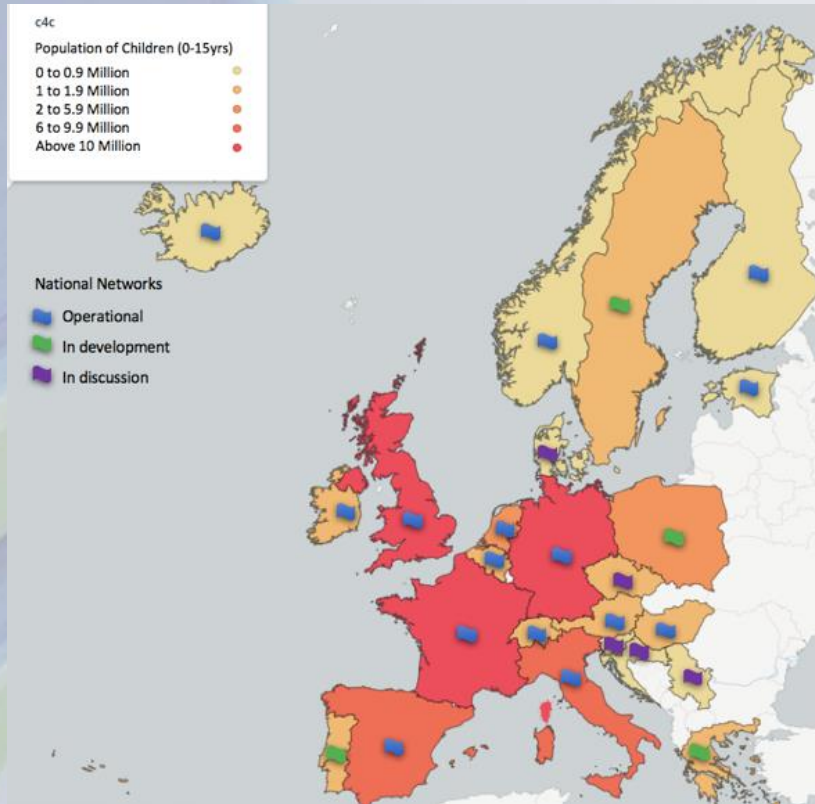 c4c
Population of Children (0-15yrs)
0 to 0.9 Million
1 to 1.9 Million
2 to 5.9 Million
6 to 9.9 Million
Above 10 Million
National Networks
Operational
In development
In discussion